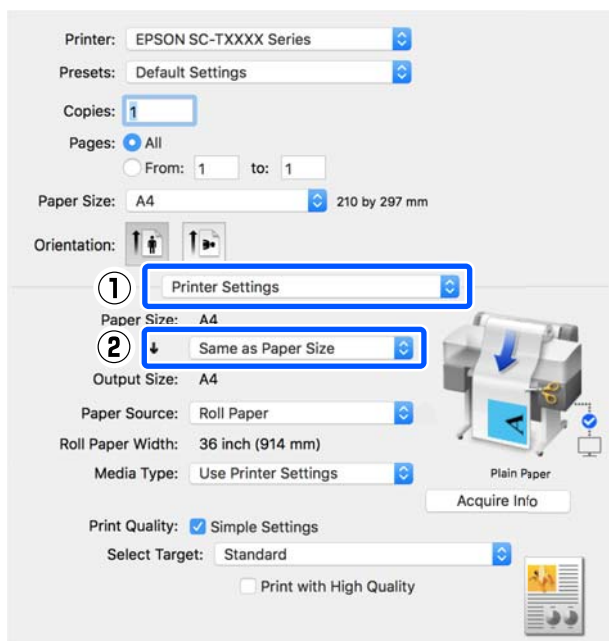 Printer: EPSON SC-TXXXX Series
Presets: Default Settings
Copies: 1
Pages: All
From: 1 to: 1
Paper Size: A4 210 by 297 mm
Orientation:
1 Printer Settings
Paper Size: A4
2 Same as Paper Size
Output Size: A4
Paper Source: Roll Paper
Roll Paper Width: 36 inch (914 mm)
Media Type: Use Printer Settings
A
Plain Paper
Acquire Info
Print Quality: Simple Settings
Select Target: Standard
Print with High Quality